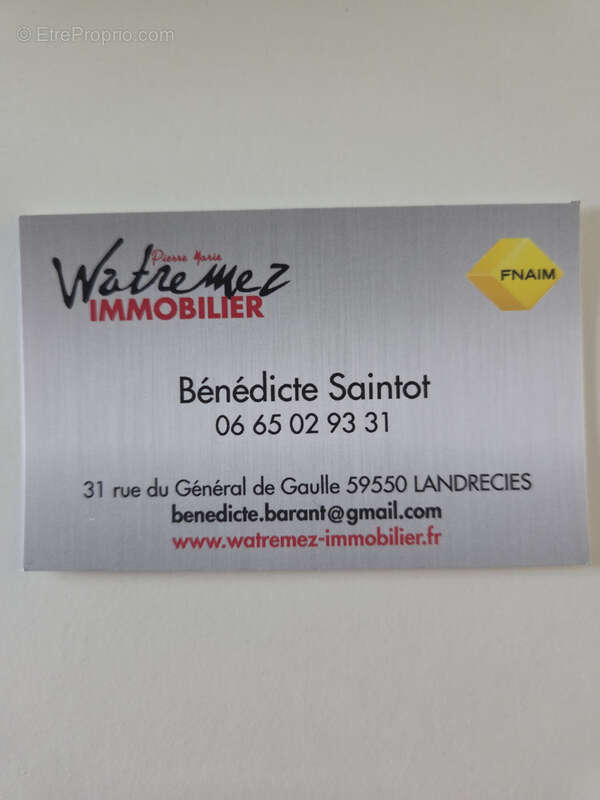 © EtreProprio.com
Pierre Marie
Watremez
IMMOBILIER
FNAIM
Bénédicte Saintot
06 65 02 93 31
31 rue du Général de Gaulle 59550 LANDRECIES
benedicte.barant@gmail.com
www.watremez-immobilier.fr